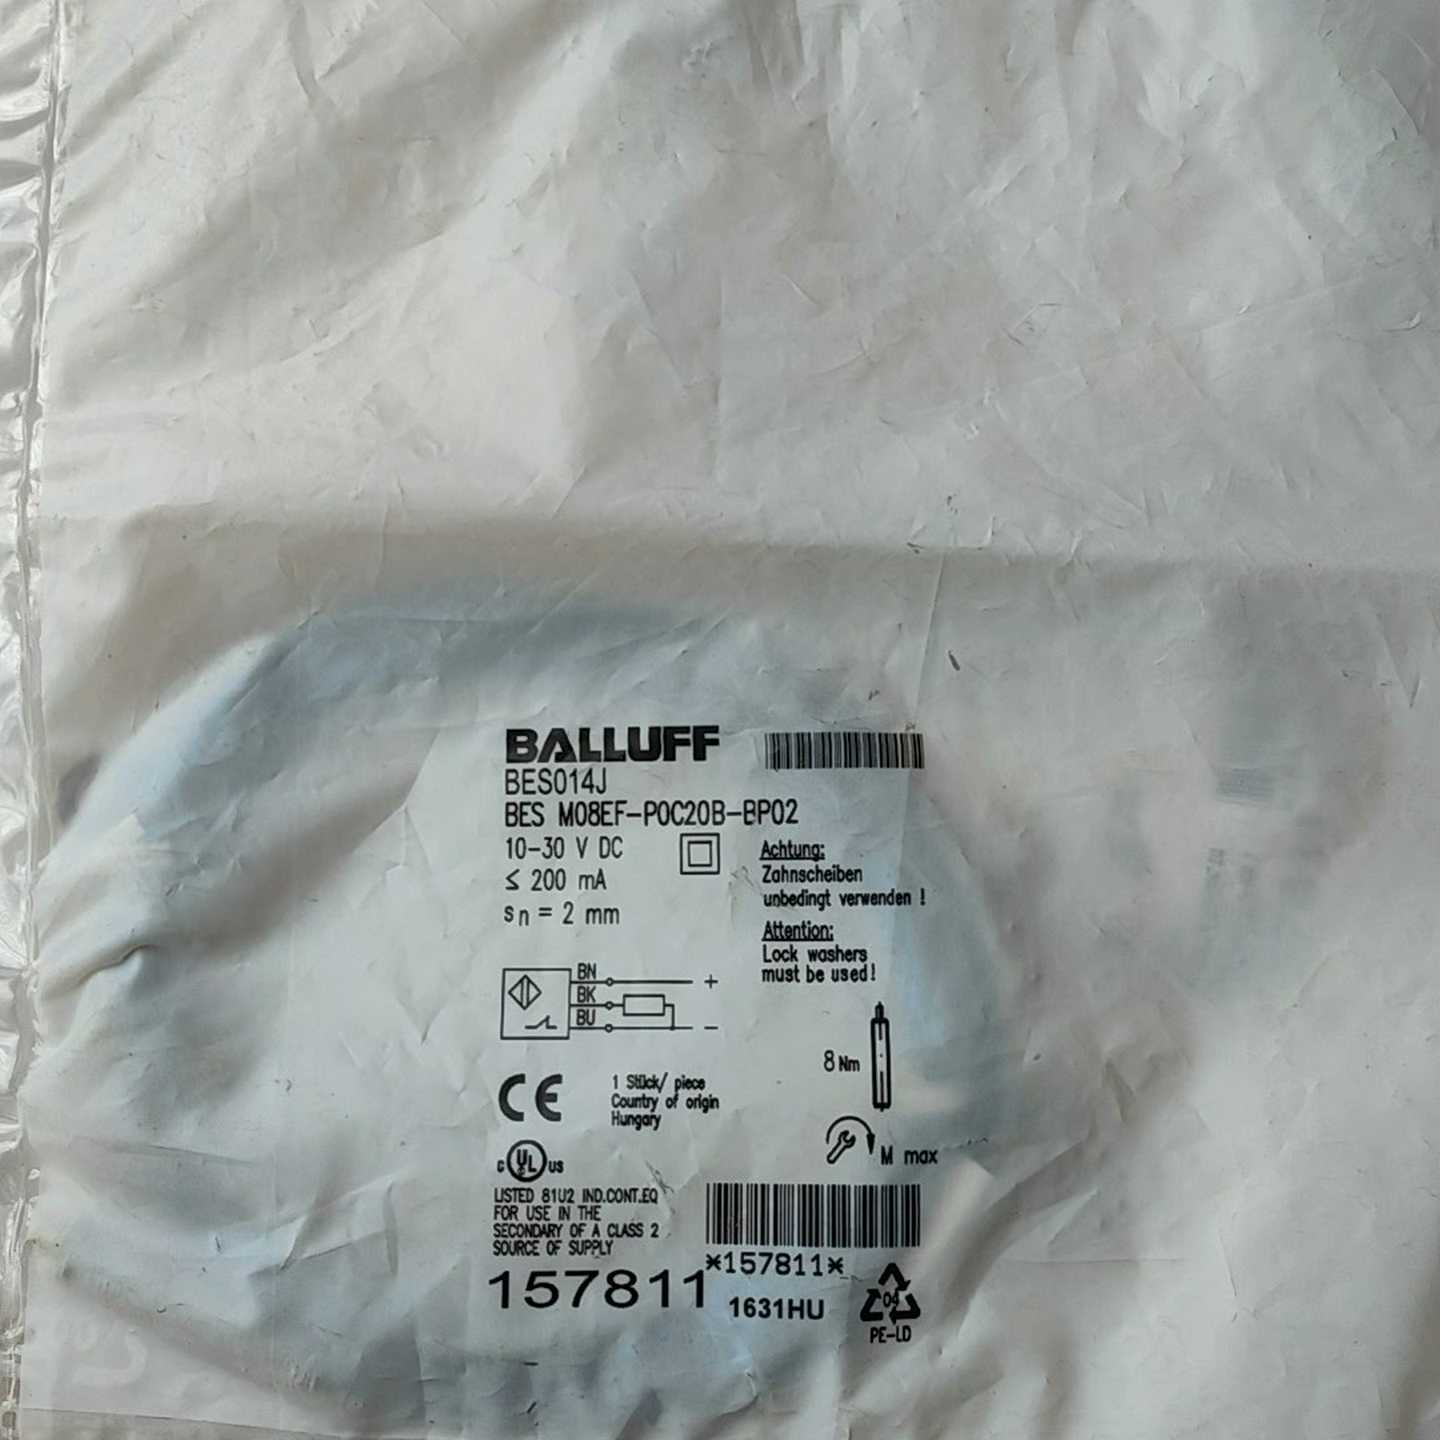 BALLUFF
BES014J
BES M08EF-POC20B-BP02
10-30 V DC
≤ 200 mA
sn = 2 mm
Achtung:
Zahnscheiben
unbedingt verwenden !
Attention:
Lock washers
must be used!
BN +
BK
BU -
8 Nm
M max
CE
1 Stück/ piece
Country of origin
Hungary
c UL US
LISTED 81U2 IND.CONT.EQ
FOR USE IN THE
SECONDARY OF A CLASS 2
SOURCE OF SUPPLY
157811
*157811*
1631HU
04
PE-LD